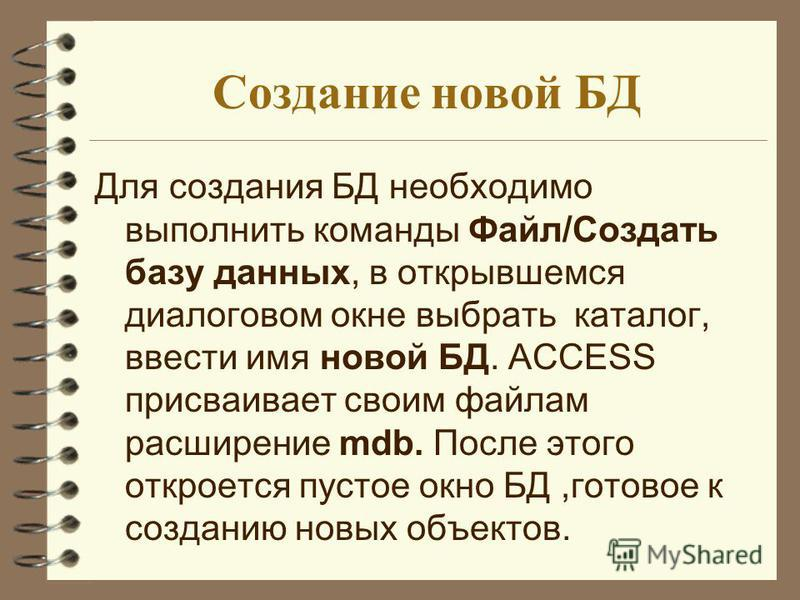 Создание новой БД
Для создания БД необходимо
выполнить команды Файл/Создать
базу данных, в открывшемся
диалоговом окне выбрать каталог,
ввести имя новой БД. ACCESS
присваивает своим файлам
расширение mdb. После этого
откроется пустое окно БД ,готовое к
созданию новых объектов.
MyShared